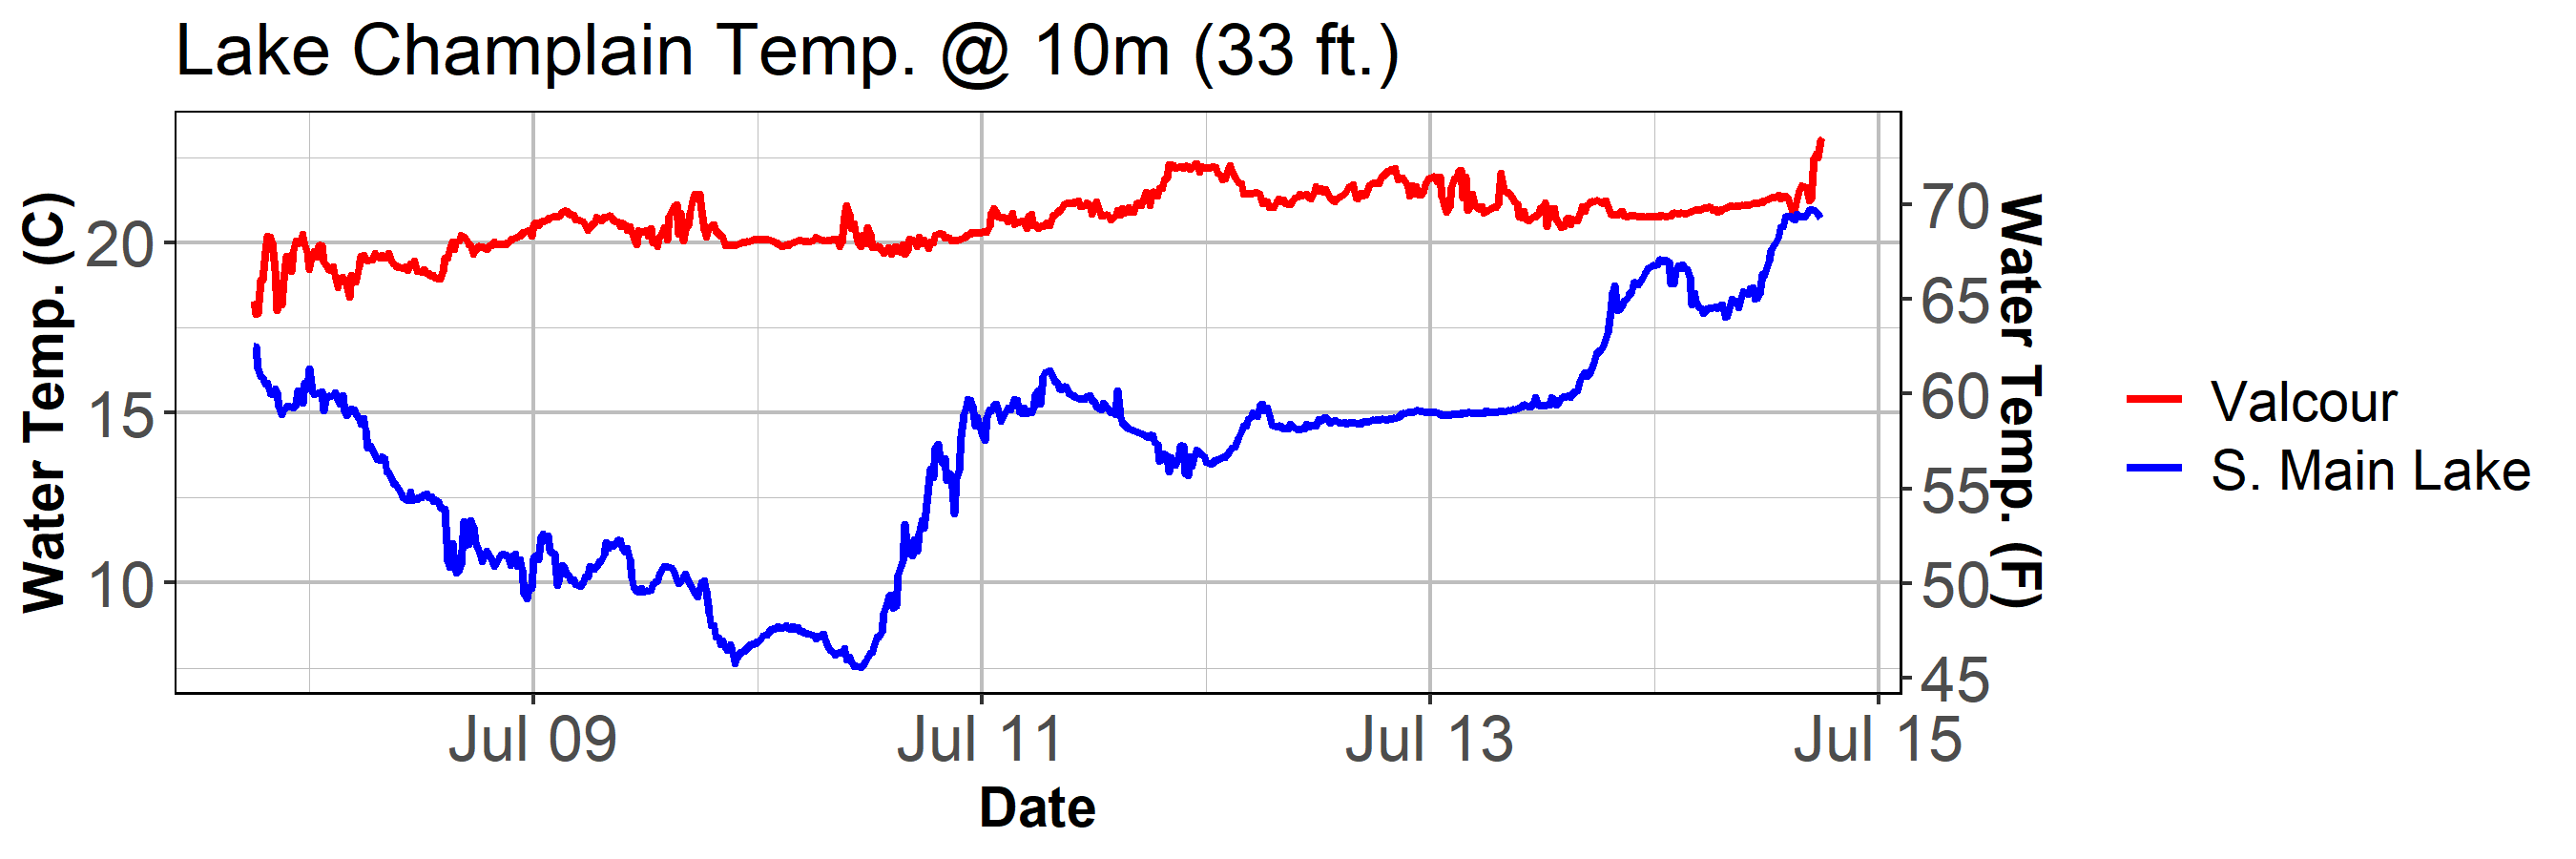 Lake Champlain Temp. @ 10m (33 ft.)
Water Temp. (C)
20
15
10
70
65
60
55
50
45
Water Temp. (F)
Jul 09
Jul 11
Jul 13
Jul 15
Date
Valcour
S. Main Lake